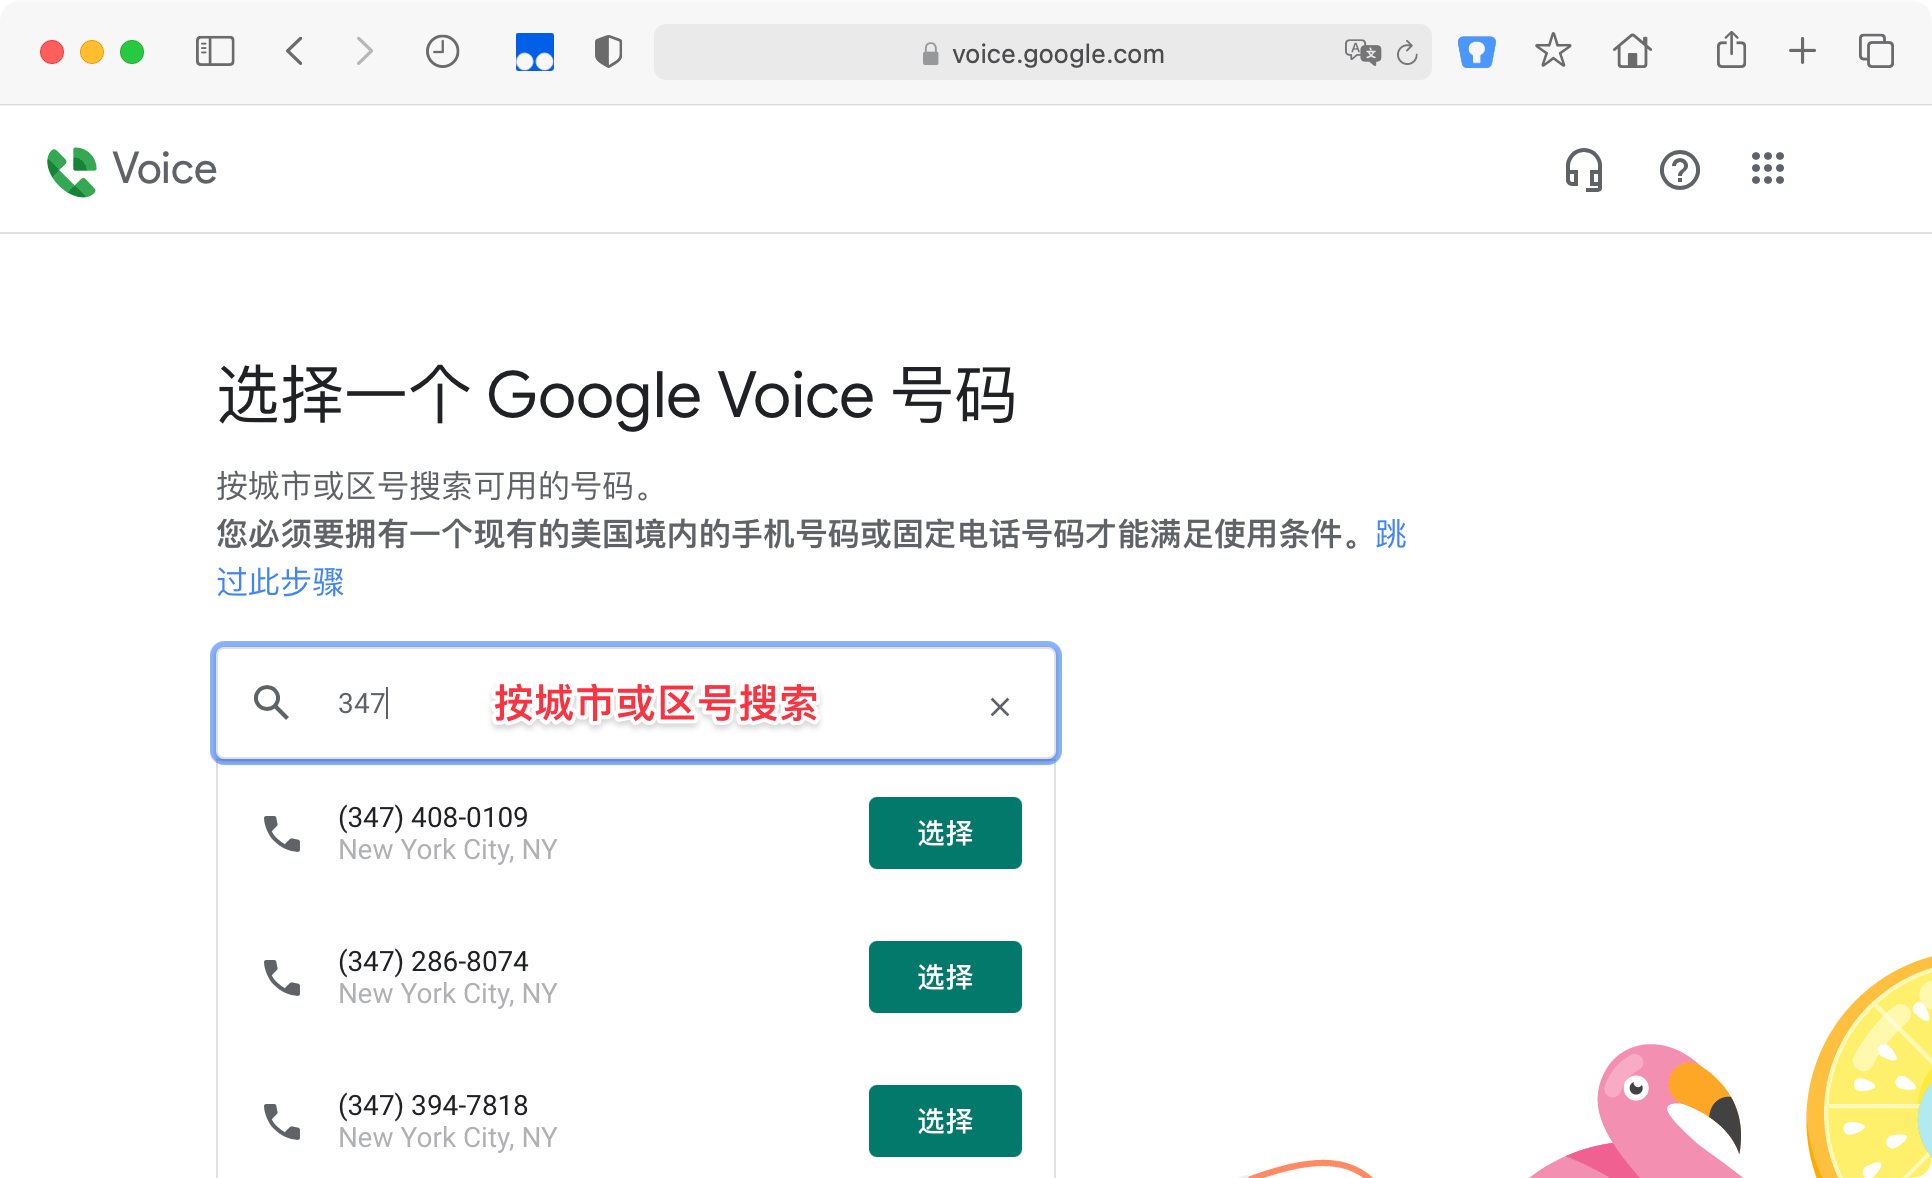 voice.google.com
Voice
选择一个 Google Voice 号码
按城市或区号搜索可用的号码。
您必须要拥有一个现有的美国境内的手机号码或固定电话号码才能满足使用条件。跳
过此步骤
347 按城市或区号搜索
(347) 408-0109
New York City, NY
选择
(347) 286-8074
New York City, NY
选择
(347) 394-7818
New York City, NY
选择